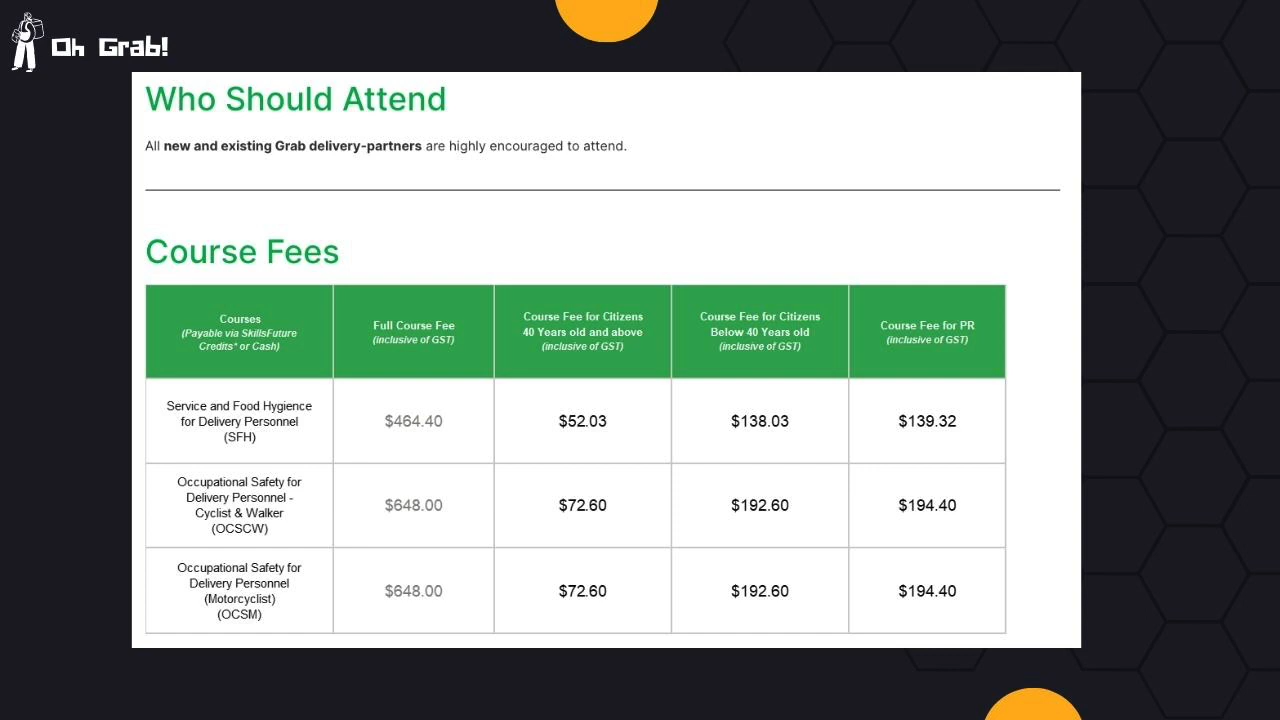 Oh Grab!
Who Should Attend
All new and existing Grab delivery-partners are highly encouraged to attend.
Course Fees
Courses
(Payable via SkillsFuture
Credits* or Cash)
Full Course Fee
(inclusive of GST)
Course Fee for Citizens
40 Years old and above
(inclusive of GST)
Course Fee for Citizens
Below 40 Years old
(inclusive of GST)
Course Fee for PR
(inclusive of GST)
Service and Food Hygience
for Delivery Personnel
(SFH)
$464.40
$52.03
$138.03
$139.32
Occupational Safety for
Delivery Personnel -
Cyclist & Walker
(OCSCW)
$648.00
$72.60
$192.60
$194.40
Occupational Safety for
Delivery Personnel
(Motorcyclist)
(OCSM)
$648.00
$72.60
$192.60
$194.40